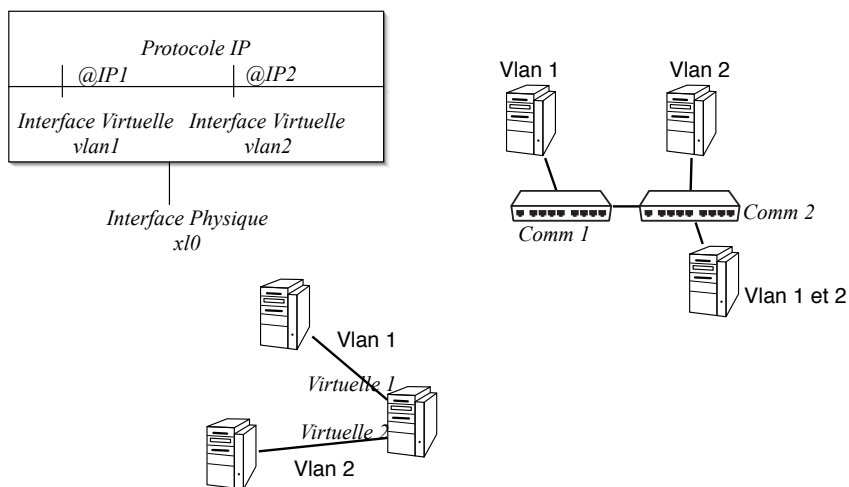 Protocole IP
@IP1
@IP2
Interface Virtuelle
vlan1
Interface Virtuelle
vlan2
Interface Physique
xl0
Vlan 1
Vlan 2
Comm 1
Comm 2
Vlan 1 et 2
Vlan 1
Virtuelle 1
Virtuelle 2
Vlan 2